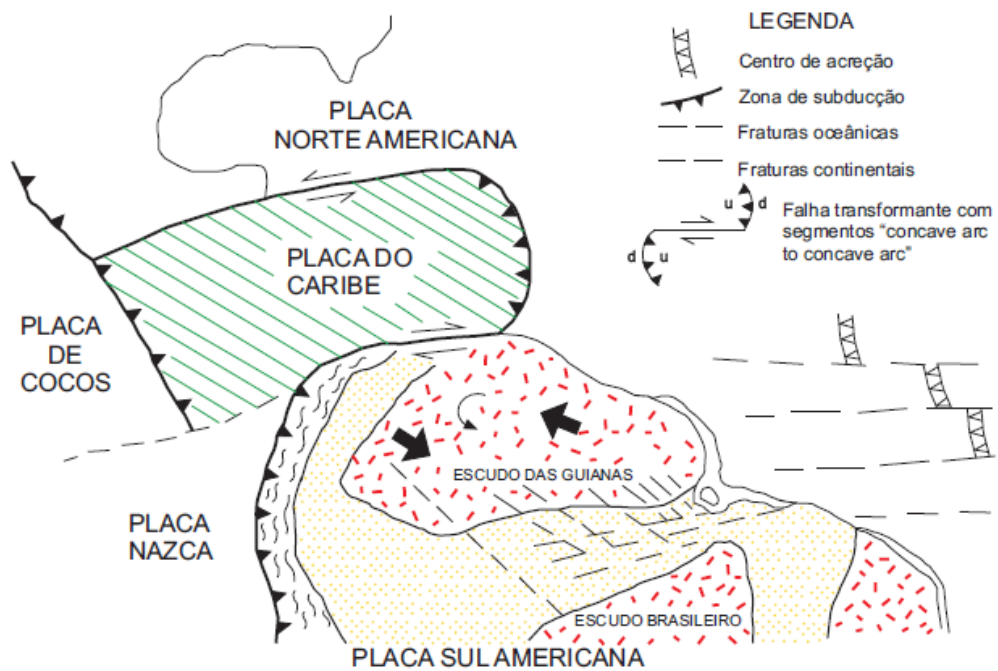 LEGENDA
Centro de acreção
Zona de subducção
Fraturas oceânicas
Fraturas continentais
u d
d u
Falha transformante com
segmentos “concave arc
to concave arc”
PLACA
NORTE AMERICANA
PLACA DO
CARIBE
PLACA
DE
COCOS
ESCUDO DAS GUIANAS
PLACA
NAZCA
ESCUDO BRASILEIRO
PLACA SUL AMERICANA